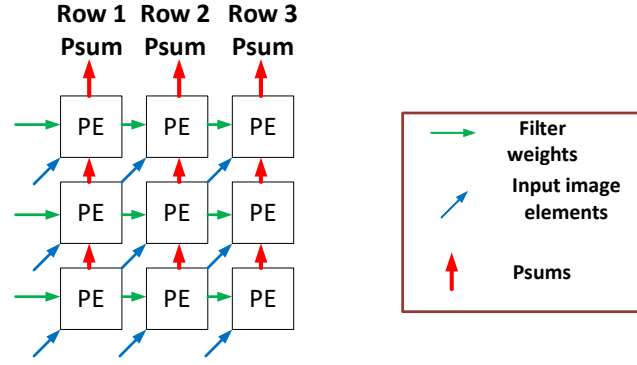 Row 1 Row 2 Row 3
Psum Psum Psum
PE PE PE
PE PE PE
PE PE PE
Filter
weights
Input image
elements
Psums